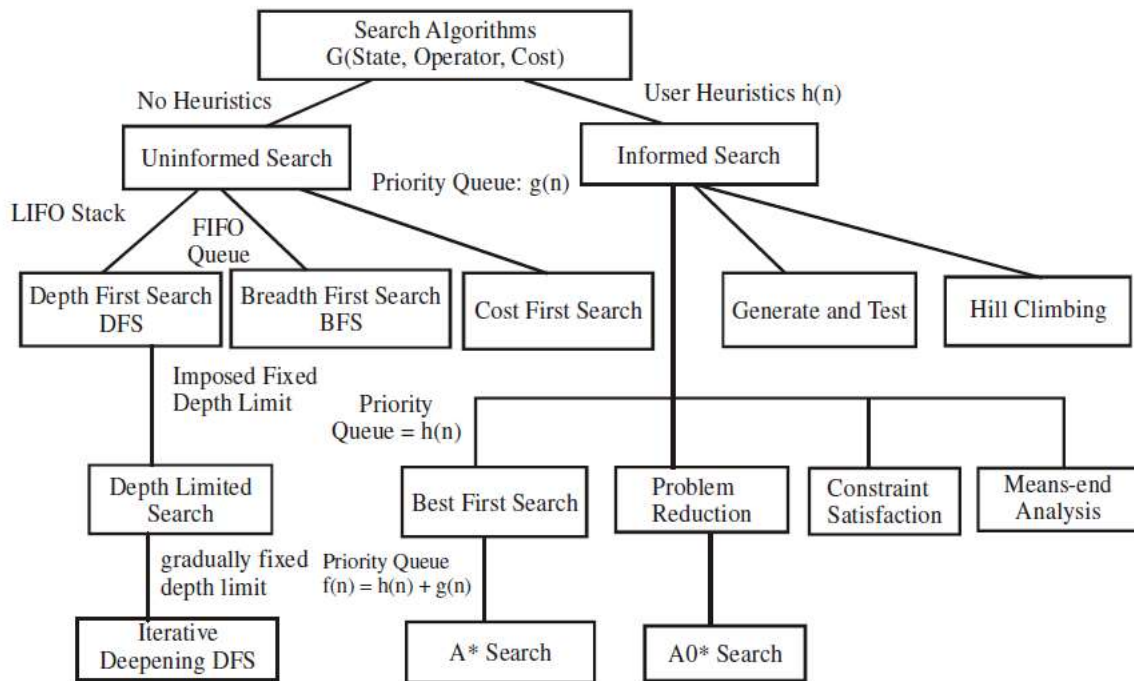 Search Algorithms
G(State, Operator, Cost)
No Heuristics
User Heuristics h(n)
Uninformed Search
Informed Search
Priority Queue: g(n)
LIFO Stack
FIFO
Queue
Depth First Search
DFS
Breadth First Search
BFS
Cost First Search
Generate and Test
Hill Climbing
Imposed Fixed
Depth Limit
Priority
Queue = h(n)
Depth Limited
Search
Best First Search
Problem
Reduction
Constraint
Satisfaction
Means-end
Analysis
gradually fixed
depth limit
Priority Queue
f(n) = h(n) + g(n)
Iterative
Deepening DFS
A* Search
A0* Search